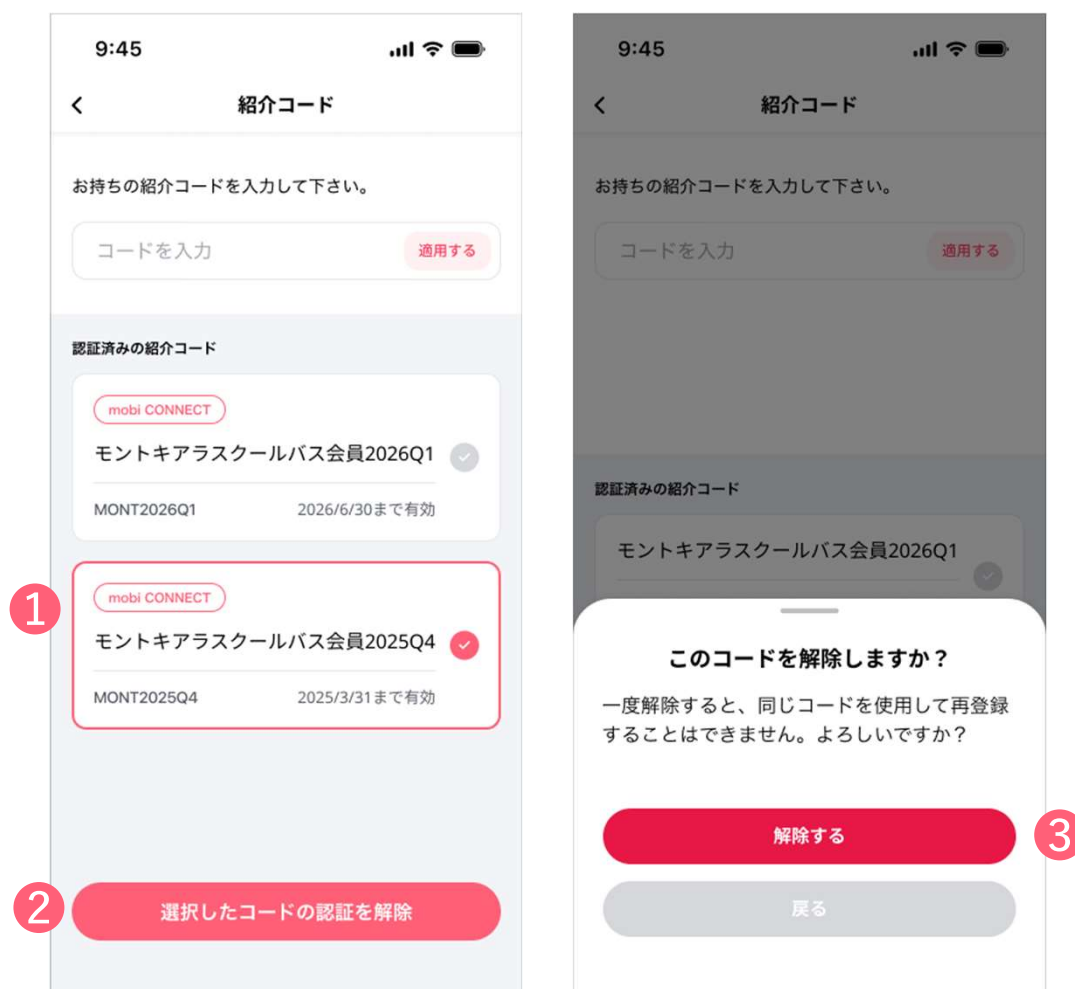 9:45
紹介コード
お持ちの紹介コードを入力して下さい。
コードを入力
適用する
認証済みの紹介コード
mobi CONNECT
モントキアラスクールバス会員2026Q1
MONT2026Q1
2026/6/30まで有効
1
mobi CONNECT
モントキアラスクールバス会員2025Q4
MONT2025Q4
2025/3/31まで有効
2
選択したコードの認証を解除
9:45
紹介コード
お持ちの紹介コードを入力して下さい。
コードを入力
適用する
認証済みの紹介コード
モントキアラスクールバス会員2026Q1
このコードを解除しますか？
一度解除すると、同じコードを使用して再登録
することはできません。よろしいですか？
解除する
3
戻る